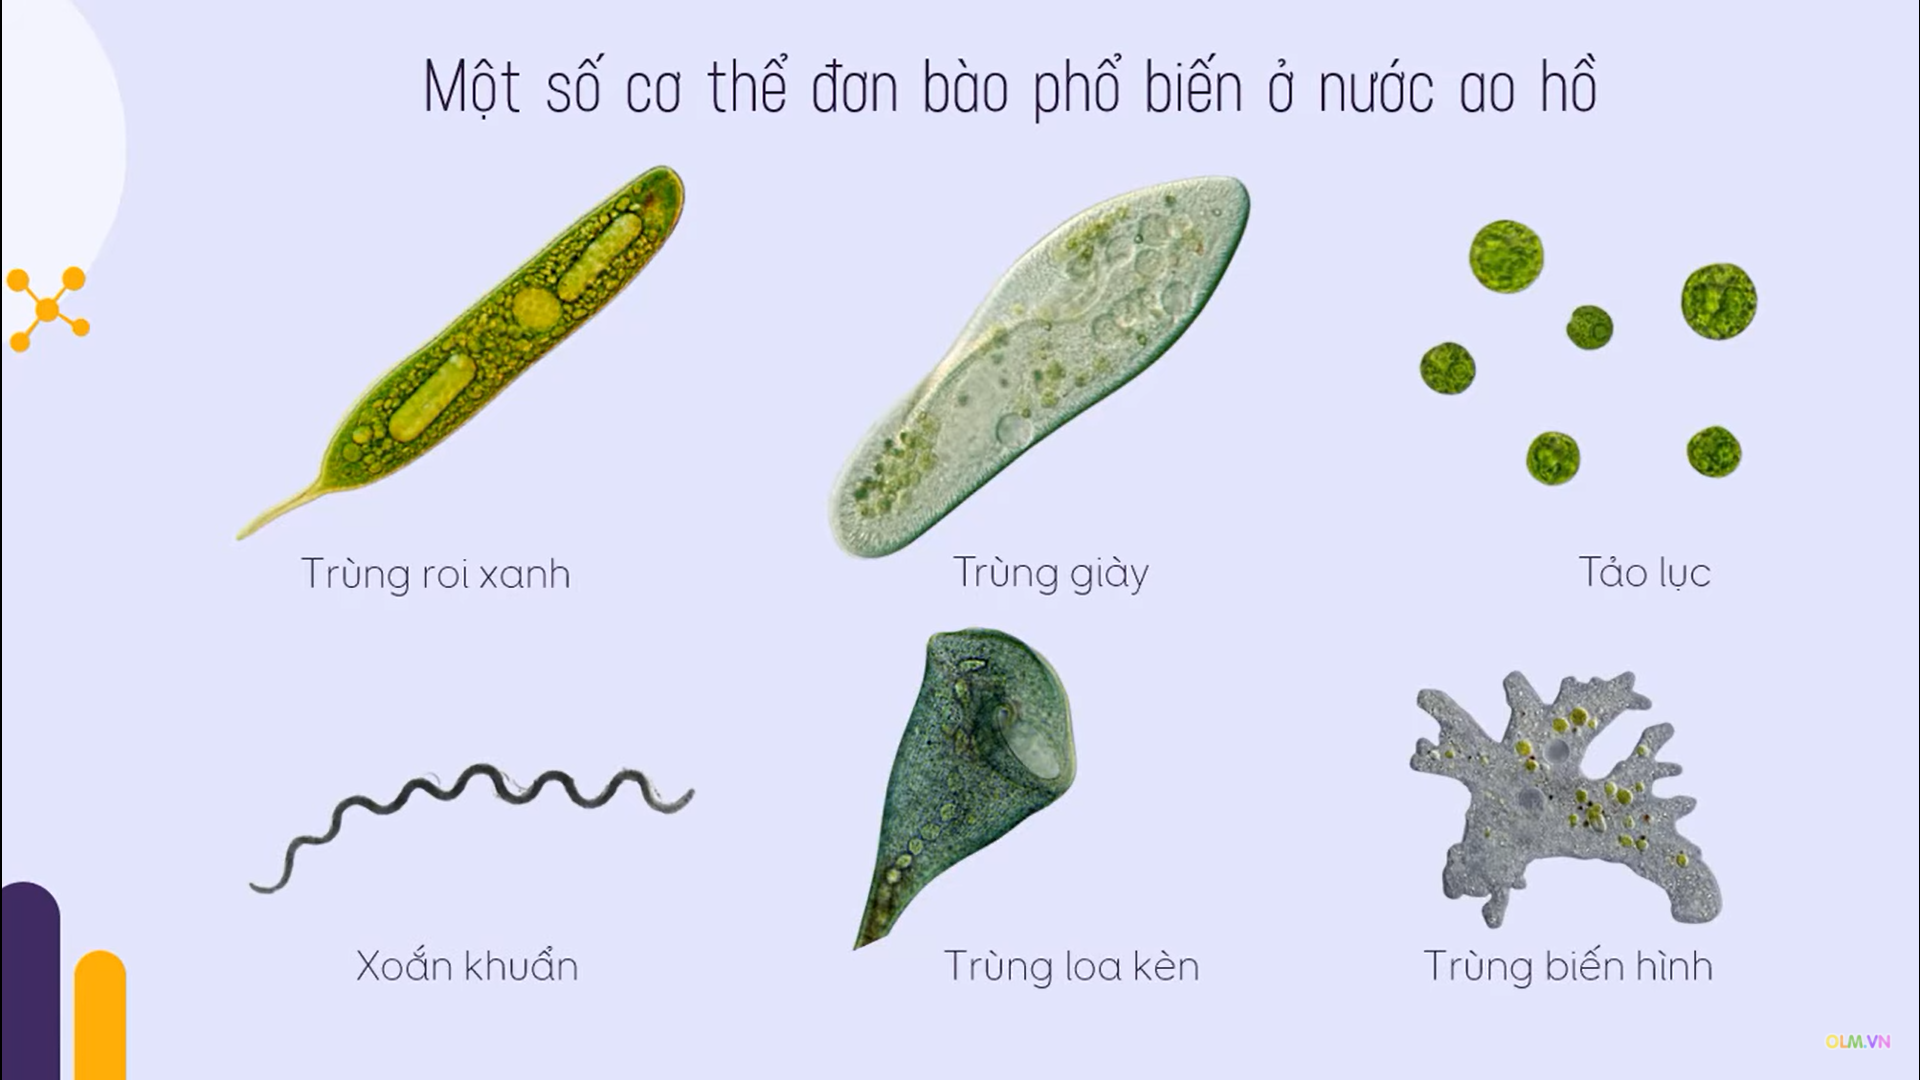 Một số cơ thể đơn bào phổ biến ở nước ao hồ
Trùng roi xanh
Trùng giày
Tảo lục
Xoắn khuẩn
Trùng loa kèn
Trùng biến hình
OLM.VN